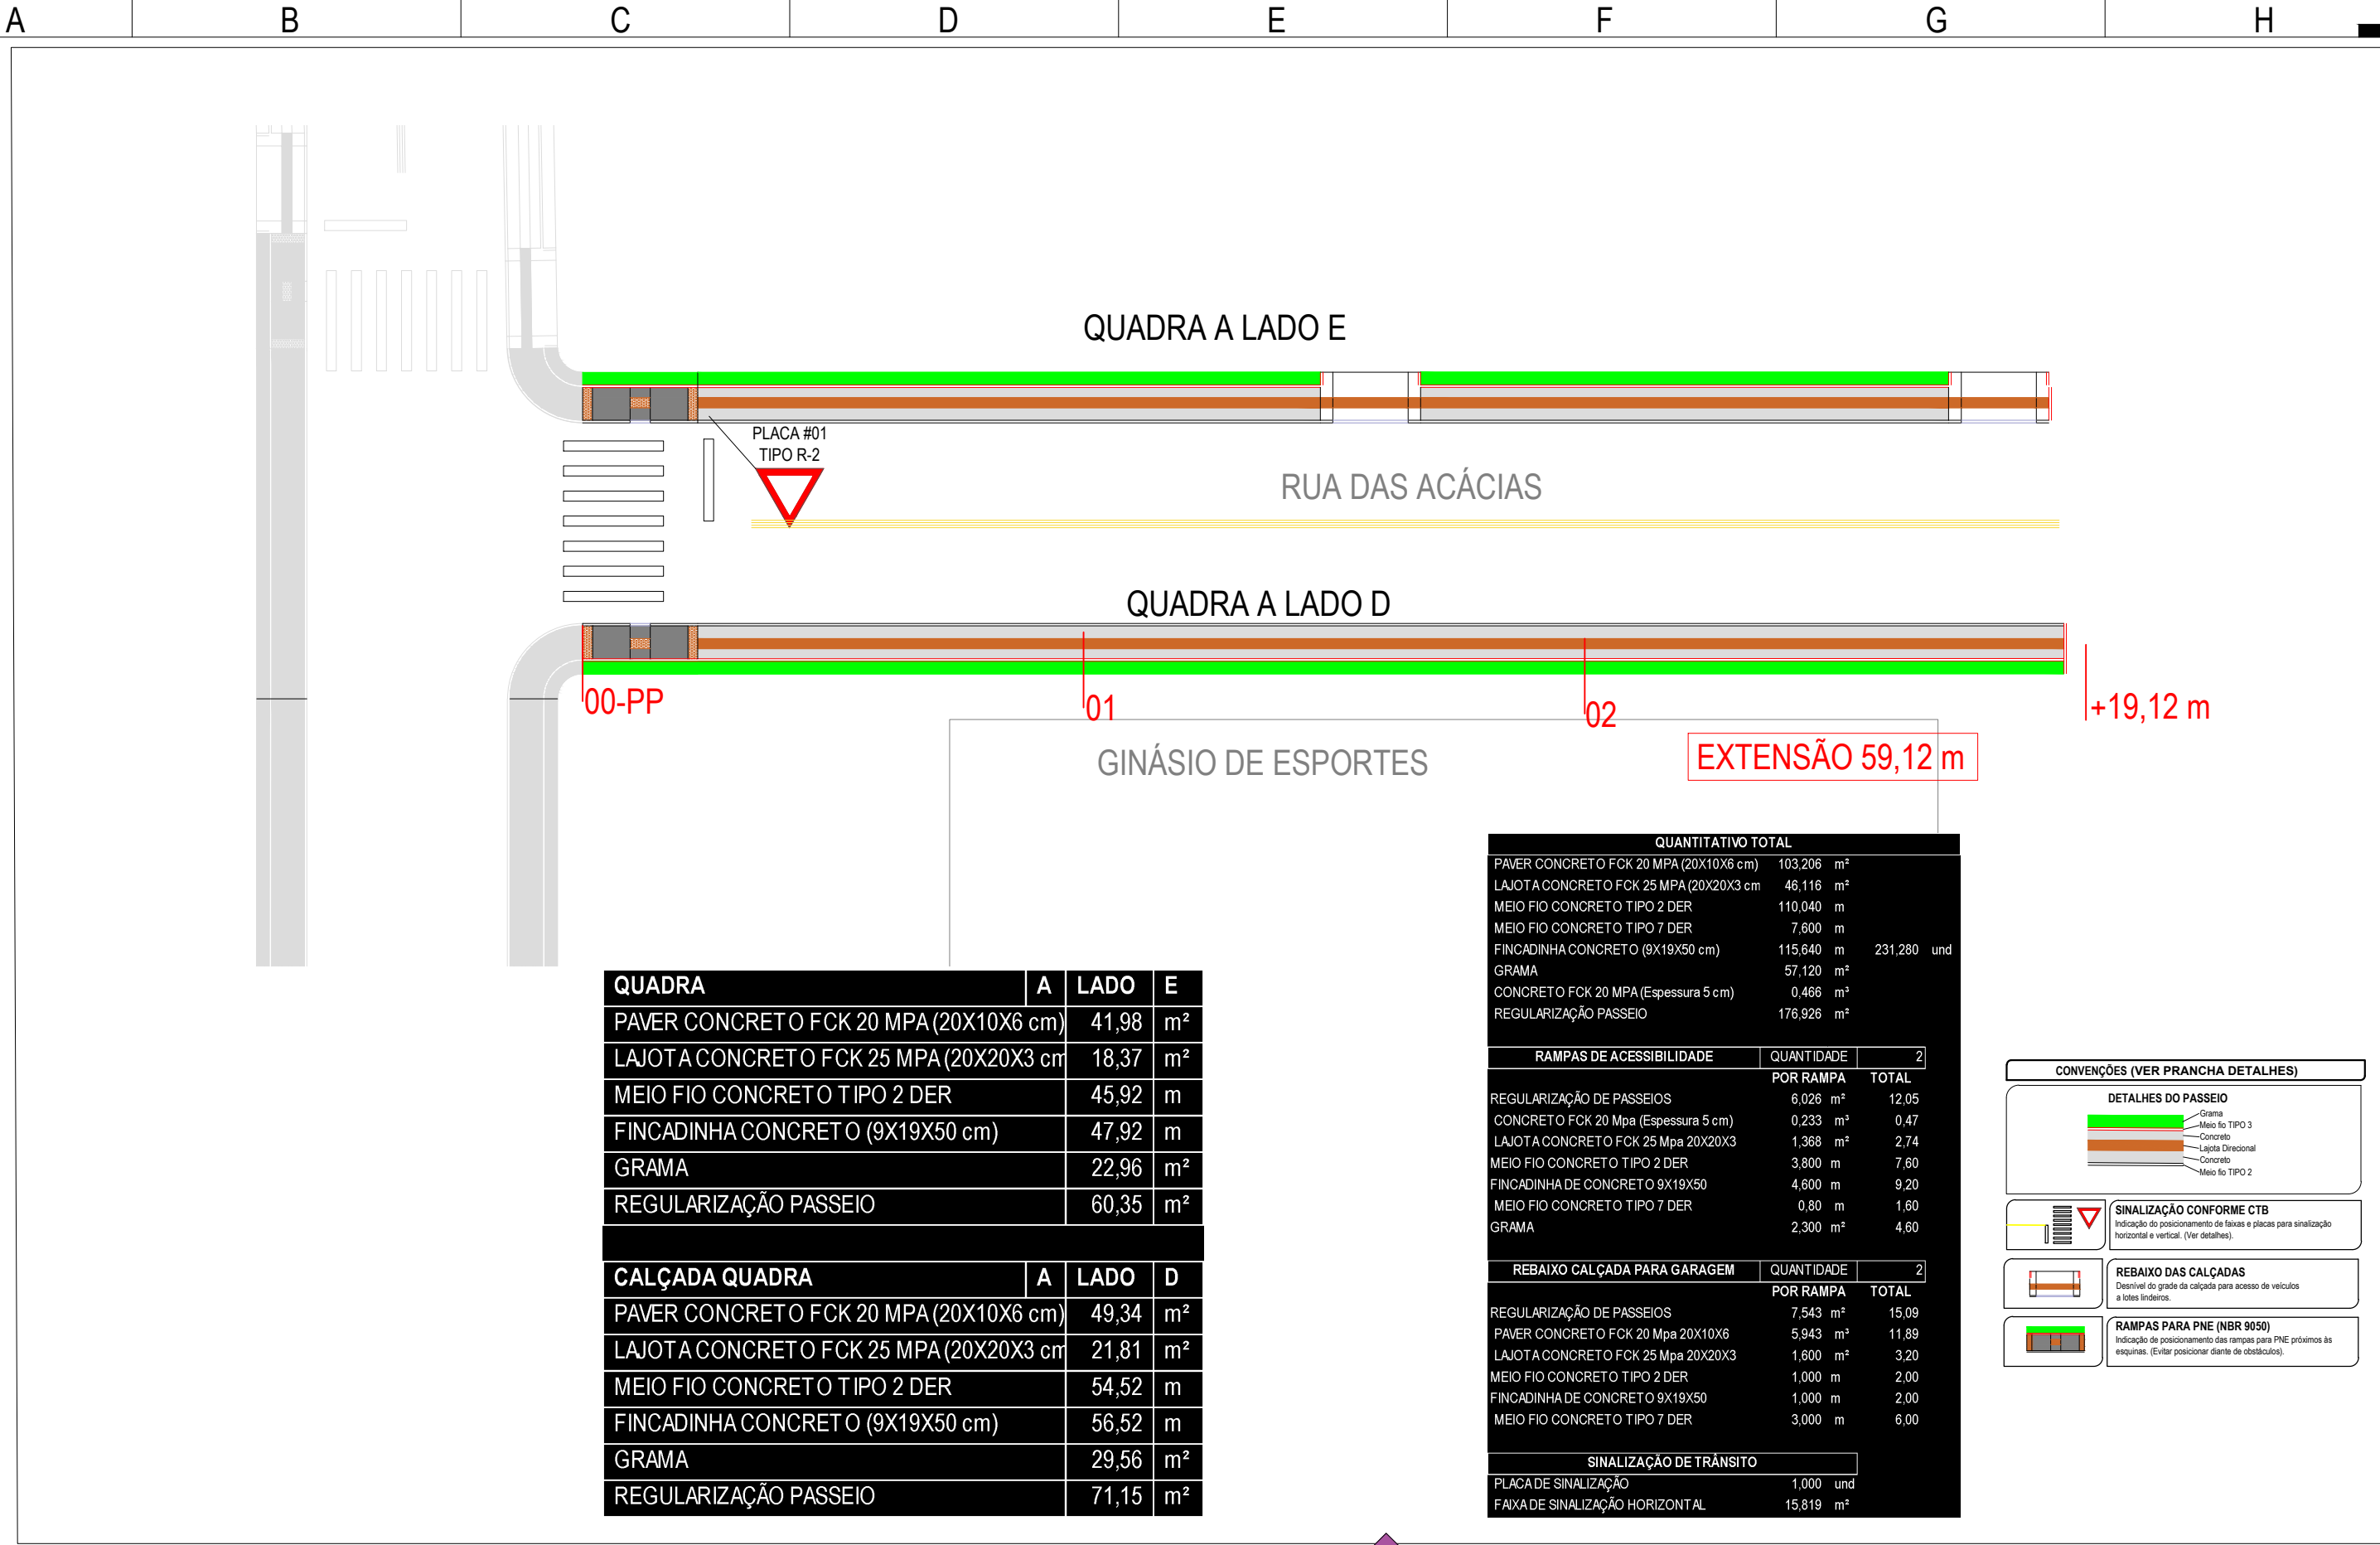 A B C D E F G H
QUADRA A LADO E
PLACA #01
TIPO R-2
RUA DAS ACÁCIAS
QUADRA A LADO D
00-PP
01
02
+19,12 m
GINÁSIO DE ESPORTES
EXTENSÃO 59,12 m
QUADRA A LADO E
PAVER CONCRETO FCK 20 MPA (20X10X6 cm) 41,98 m²
LAJOTA CONCRETO FCK 25 MPA (20X20X3 cm 18,37 m²
MEIO FIO CONCRETO TIPO 2 DER 45,92 m
FINCADINHA CONCRETO (9X19X50 cm) 47,92 m
GRAMA 22,96 m²
REGULARIZAÇÃO PASSEIO 60,35 m²
CALÇADA QUADRA A LADO D
PAVER CONCRETO FCK 20 MPA (20X10X6 cm) 49,34 m²
LAJOTA CONCRETO FCK 25 MPA (20X20X3 cm 21,81 m²
MEIO FIO CONCRETO TIPO 2 DER 54,52 m
FINCADINHA CONCRETO (9X19X50 cm) 56,52 m
GRAMA 29,56 m²
REGULARIZAÇÃO PASSEIO 71,15 m²
QUANTITATIVO TOTAL
PAVER CONCRETO FCK 20 MPA (20X10X6 cm) 103,206 m²
LAJOTA CONCRETO FCK 25 MPA (20X20X3 cm 46,116 m²
MEIO FIO CONCRETO TIPO 2 DER 110,040 m
MEIO FIO CONCRETO TIPO 7 DER 7,600 m
FINCADINHA CONCRETO (9X19X50 cm) 115,640 m 231,280 und
GRAMA 57,120 m²
CONCRETO FCK 20 MPA (Espessura 5 cm) 0,466 m³
REGULARIZAÇÃO PASSEIO 176,926 m²
RAMPAS DE ACESSIBILIDADE QUANTIDADE 2
POR RAMPA TOTAL
REGULARIZAÇÃO DE PASSEIOS 6,026 m² 12,05
CONCRETO FCK 20 Mpa (Espessura 5 cm) 0,233 m³ 0,47
LAJOTA CONCRETO FCK 25 Mpa 20X20X3 1,368 m² 2,74
MEIO FIO CONCRETO TIPO 2 DER 3,800 m 7,60
FINCADINHA DE CONCRETO 9X19X50 4,600 m 9,20
MEIO FIO CONCRETO TIPO 7 DER 0,80 m 1,60
GRAMA 2,300 m² 4,60
REBAIXO CALÇADA PARA GARAGEM QUANTIDADE 2
POR RAMPA TOTAL
REGULARIZAÇÃO DE PASSEIOS 7,543 m² 15,09
PAVER CONCRETO FCK 20 Mpa 20X10X6 5,943 m³ 11,89
LAJOTA CONCRETO FCK 25 Mpa 20X20X3 1,600 m² 3,20
MEIO FIO CONCRETO TIPO 2 DER 1,000 m 2,00
FINCADINHA DE CONCRETO 9X19X50 1,000 m 2,00
MEIO FIO CONCRETO TIPO 7 DER 3,000 m 6,00
SINALIZAÇÃO DE TRÂNSITO
PLACA DE SINALIZAÇÃO 1,000 und
FAIXA DE SINALIZAÇÃO HORIZONTAL 15,819 m²
CONVENÇÕES (VER PRANCHA DETALHES)
DETALHES DO PASSEIO
Grama
Meio fio TIPO 3
Concreto
Lajota Direcional
Concreto
Meio fio TIPO 2
SINALIZAÇÃO CONFORME CTB
Indicação do posicionamento de faixas e placas para sinalização
horizontal e vertical. (Ver detalhes).
REBAIXO DAS CALÇADAS
Desnível do grade da calçada para acesso de veículos
a lotes lindeiros.
RAMPAS PARA PNE (NBR 9050)
Indicação de posicionamento das rampas para PNE próximos às
esquinas. (Evitar posicionar diante de obstáculos).